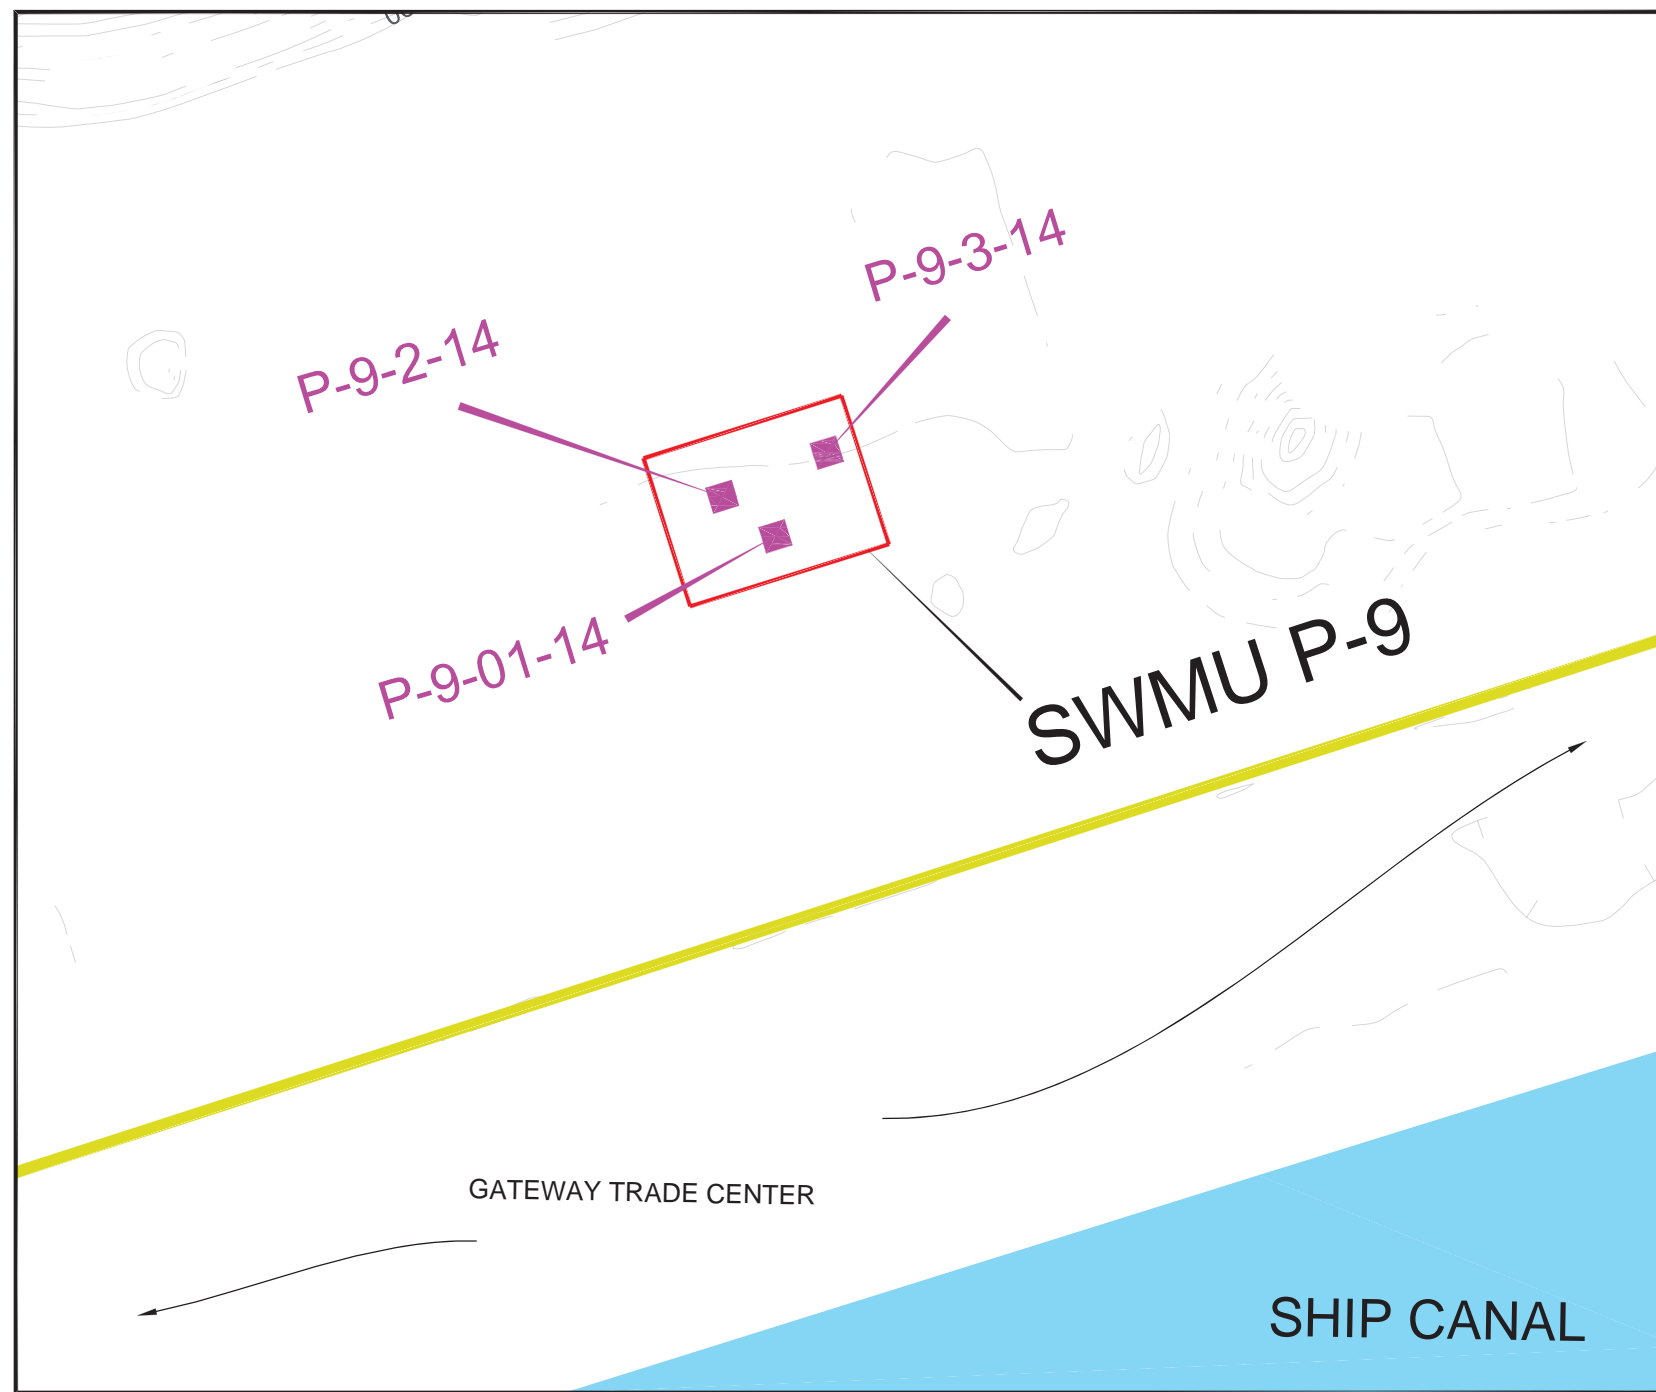 P-9-3-14
P-9-2-14
P-9-01-14
SWMU P-9
GATEWAY TRADE CENTER
SHIP CANAL